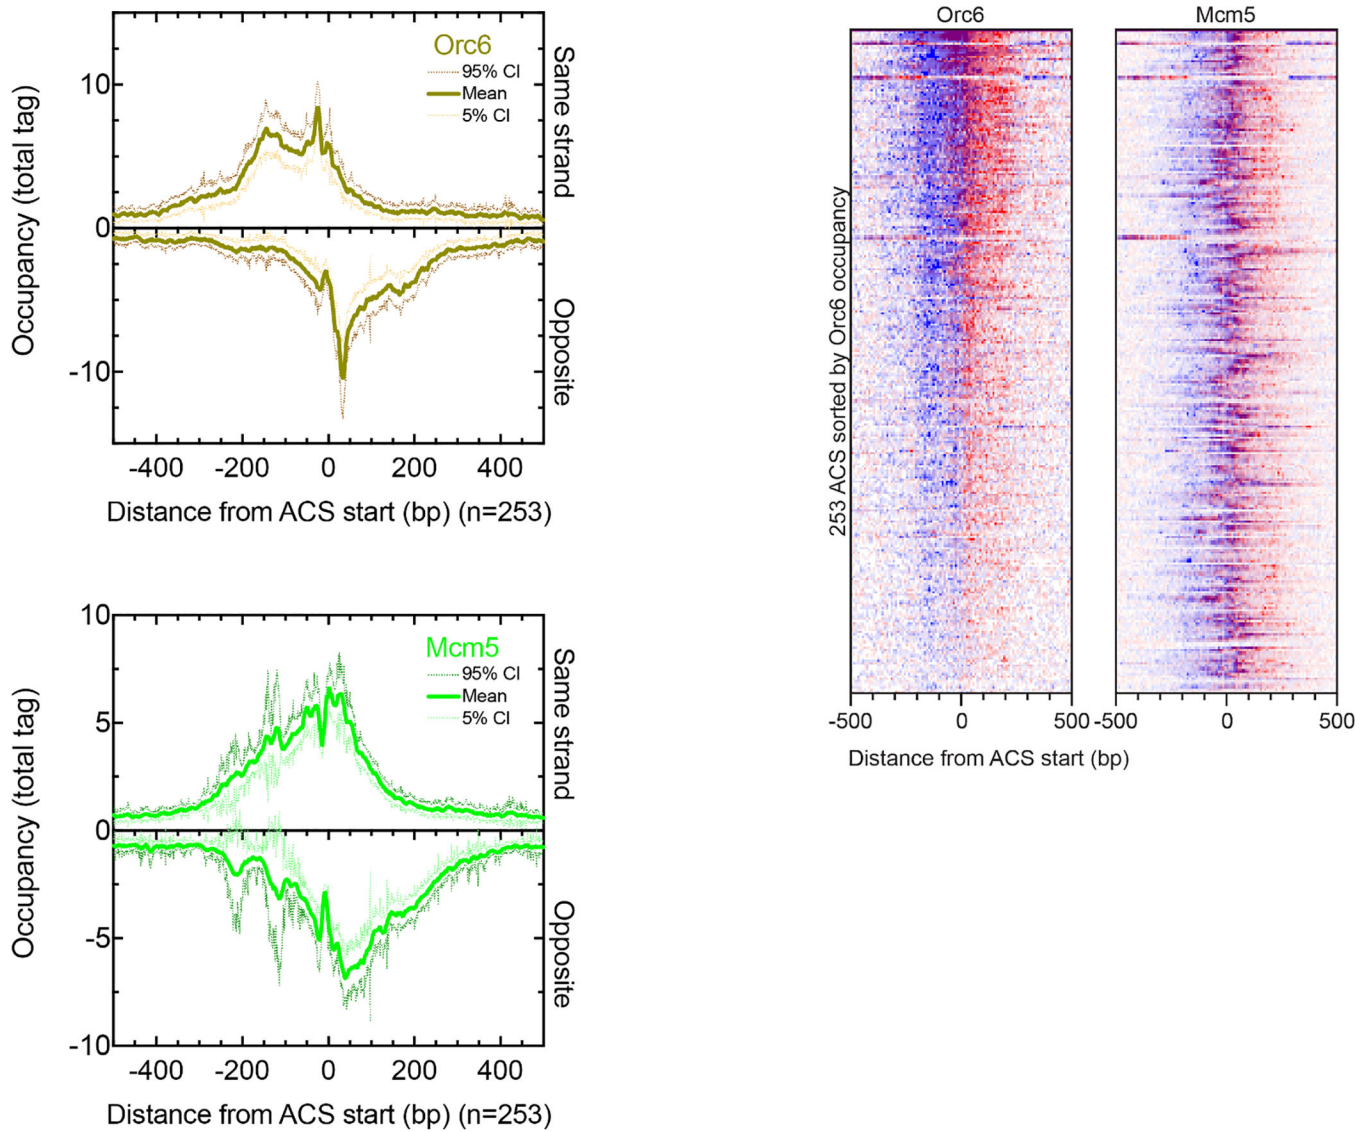 Orc6
95% CI
Mean
5% CI
Same strand
Opposite
Occupancy (total tag)
10
0
-10
-400 -200 0 200 400
Distance from ACS start (bp) (n=253)
Mcm5
95% CI
Mean
5% CI
Same strand
Opposite
Occupancy (total tag)
10
5
0
-5
-10
-400 -200 0 200 400
Distance from ACS start (bp) (n=253)
Orc6 Mcm5
253 ACS sorted by Orc6 occupancy
-500 0 500 -500 0 500
Distance from ACS start (bp)